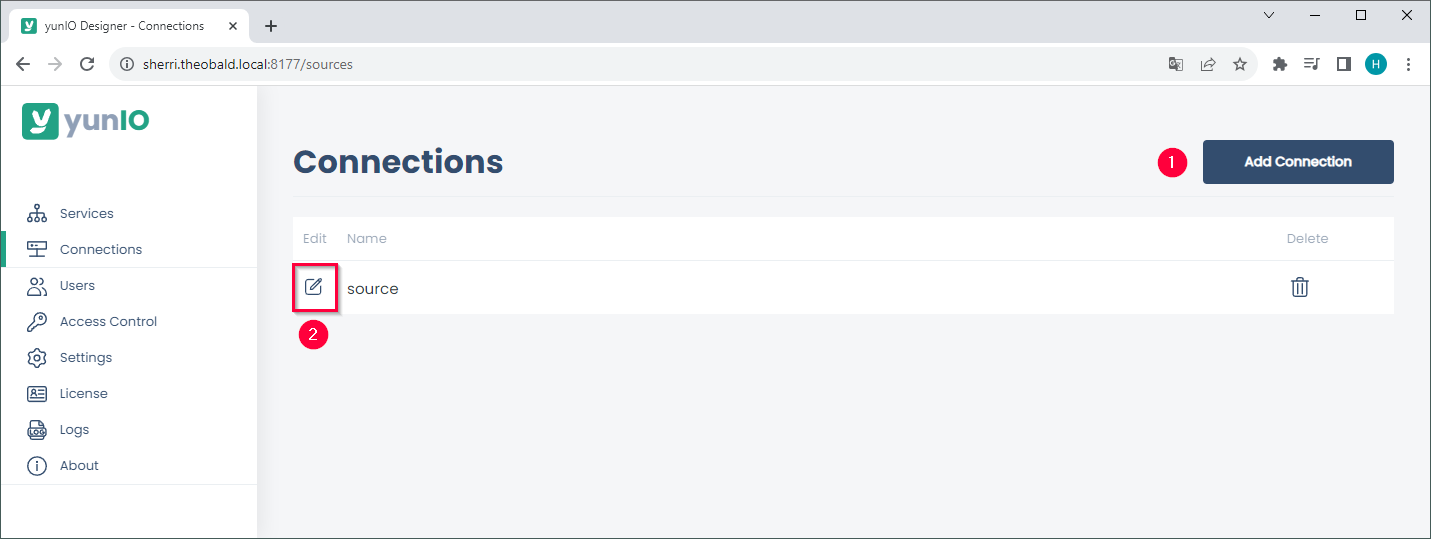 yunIO Designer - Connections
sherri.theobald.local:8177/sources
H
yunIO
Connections
1
Add Connection
Services
Connections
Users
Access Control
Settings
License
LOG
Logs
About
Edit Name Delete
source
2